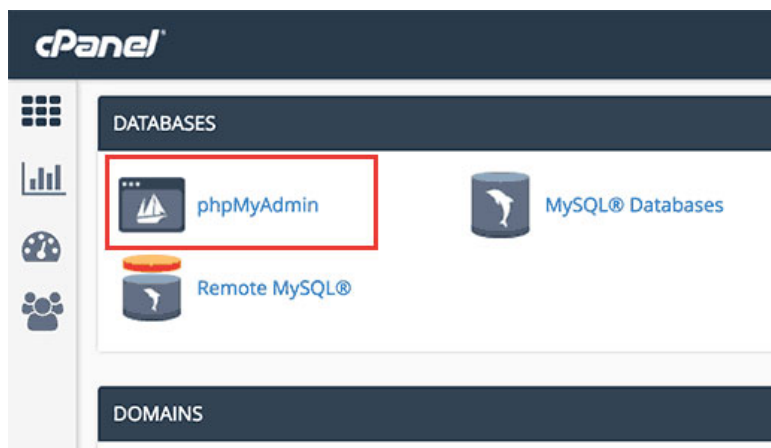 cPanel
DATABASES
phpMyAdmin
MySQL® Databases
Remote MySQL®
DOMAINS